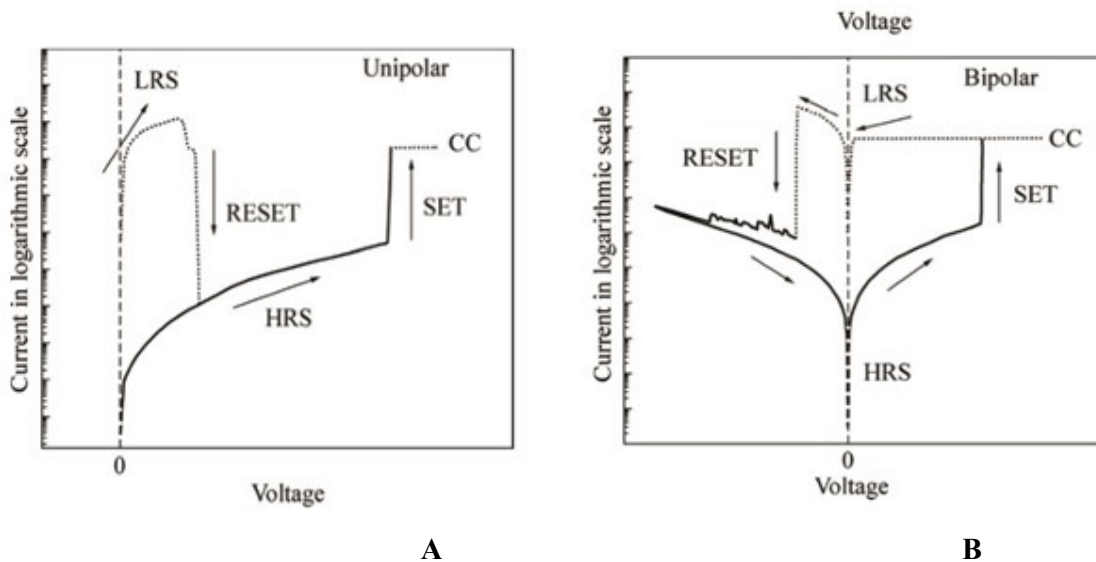 Unipolar
LRS
CC
RESET
SET
HRS
Current in logarithmic scale
0
Voltage
A
Voltage
Bipolar
LRS
CC
RESET
SET
HRS
Current in logarithmic scale
0
Voltage
B